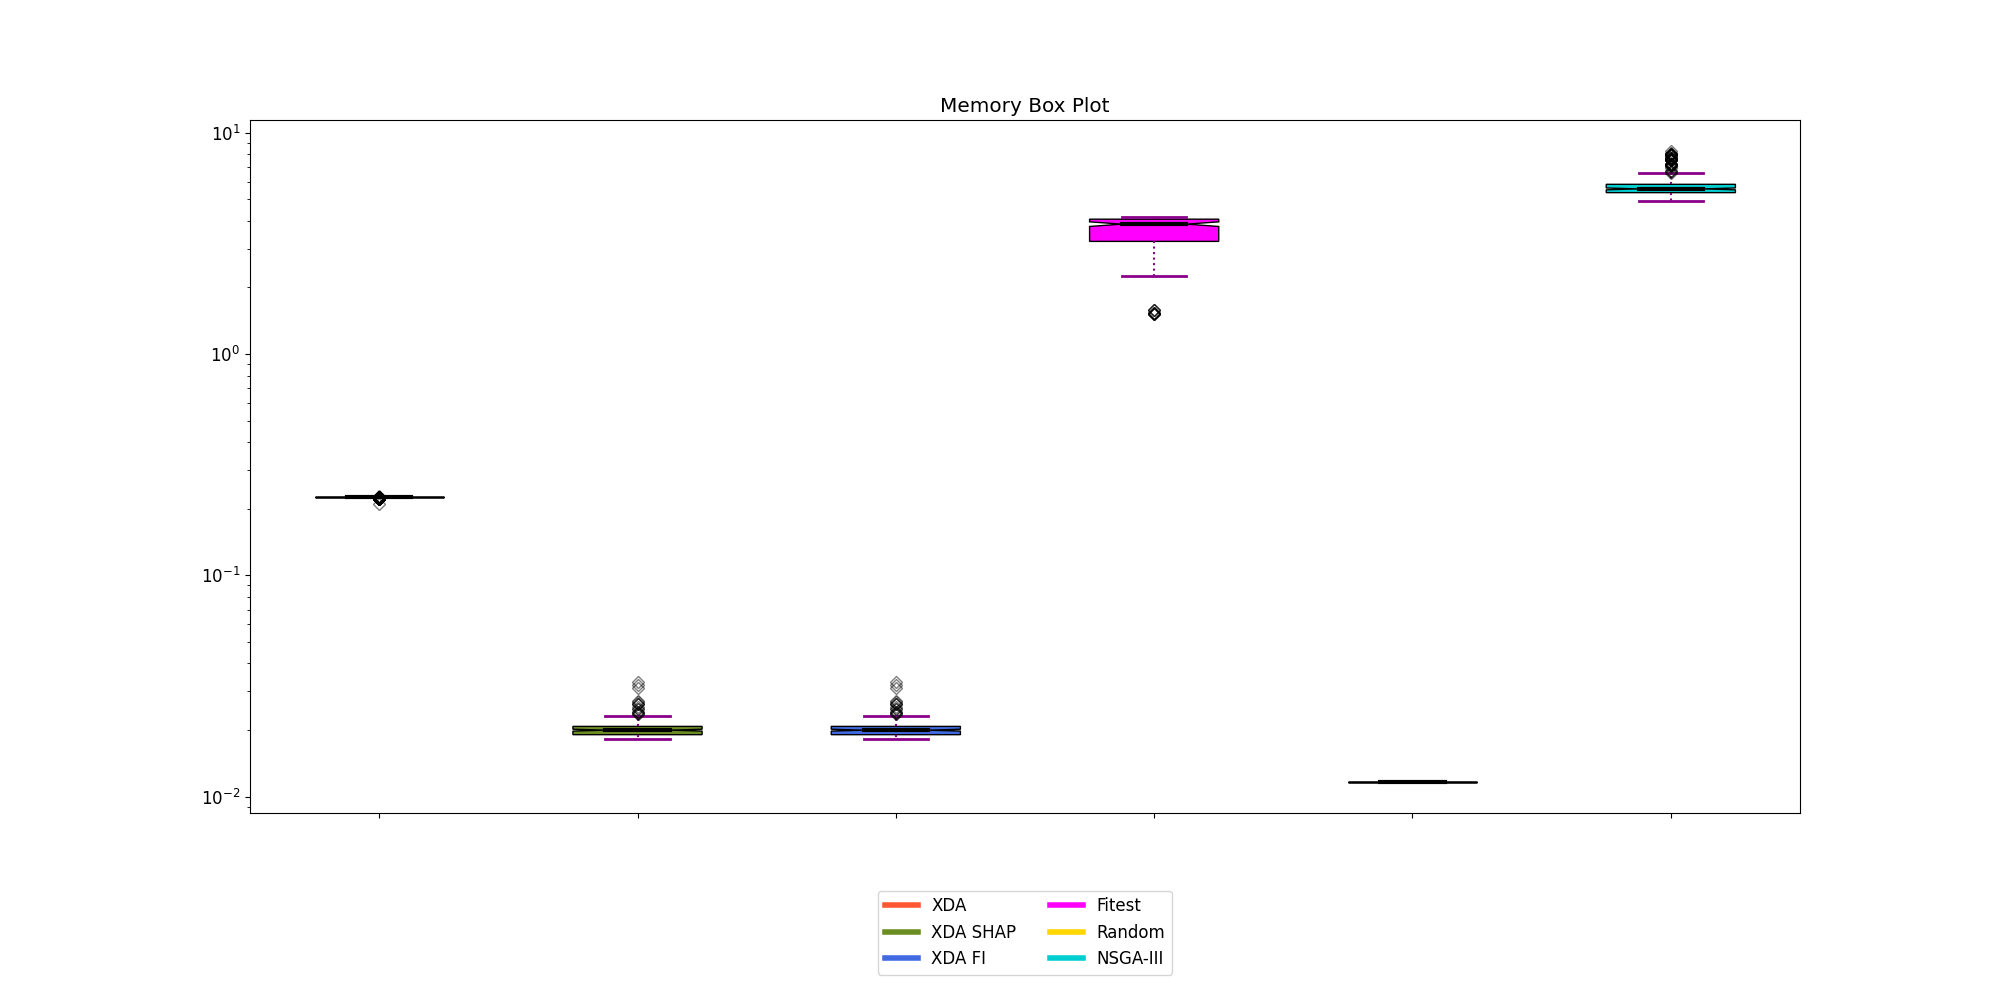 Memory Box Plot
10¹
10⁰
10⁻¹
10⁻²
XDA
XDA SHAP
XDA FI
Fitest
Random
NSGA-III